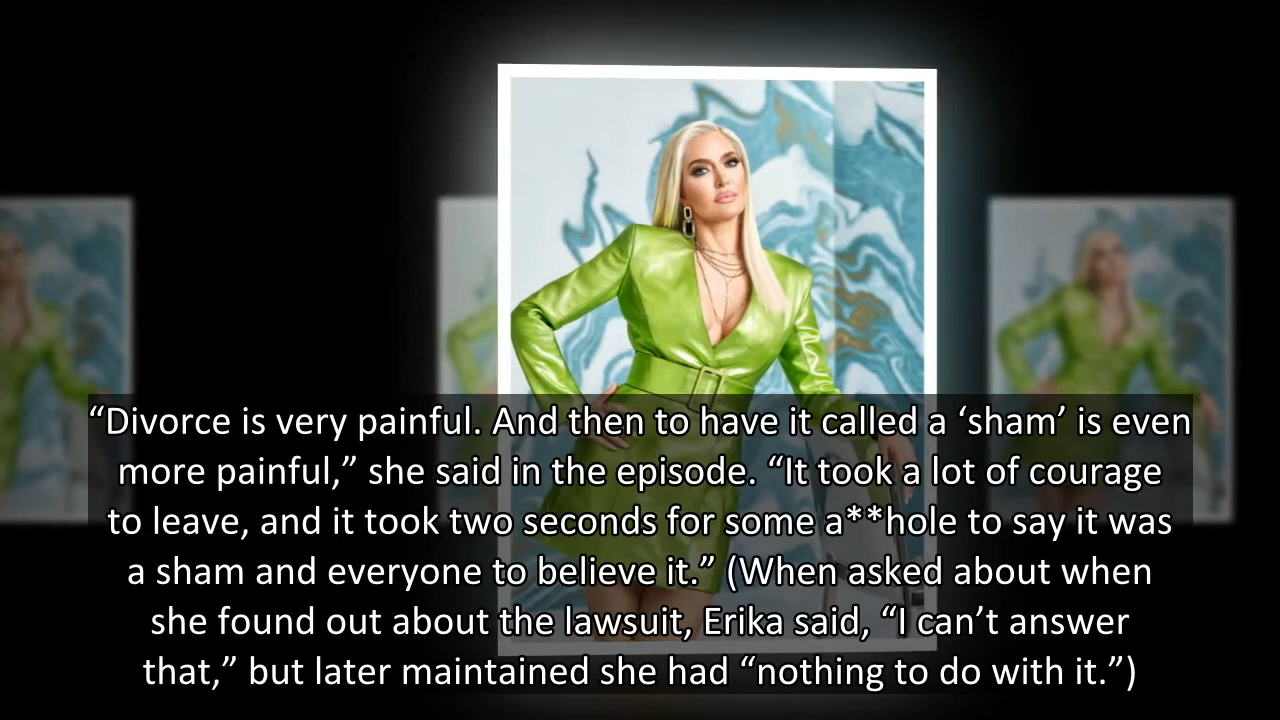 “Divorce is very painful. And then to have it called a ‘sham’ is even
more painful,” she said in the episode. “It took a lot of courage
to leave, and it took two seconds for some a**hole to say it was
a sham and everyone to believe it.” (When asked about when
she found out about the lawsuit, Erika said, “I can’t answer
that,” but later maintained she had “nothing to do with it.”)